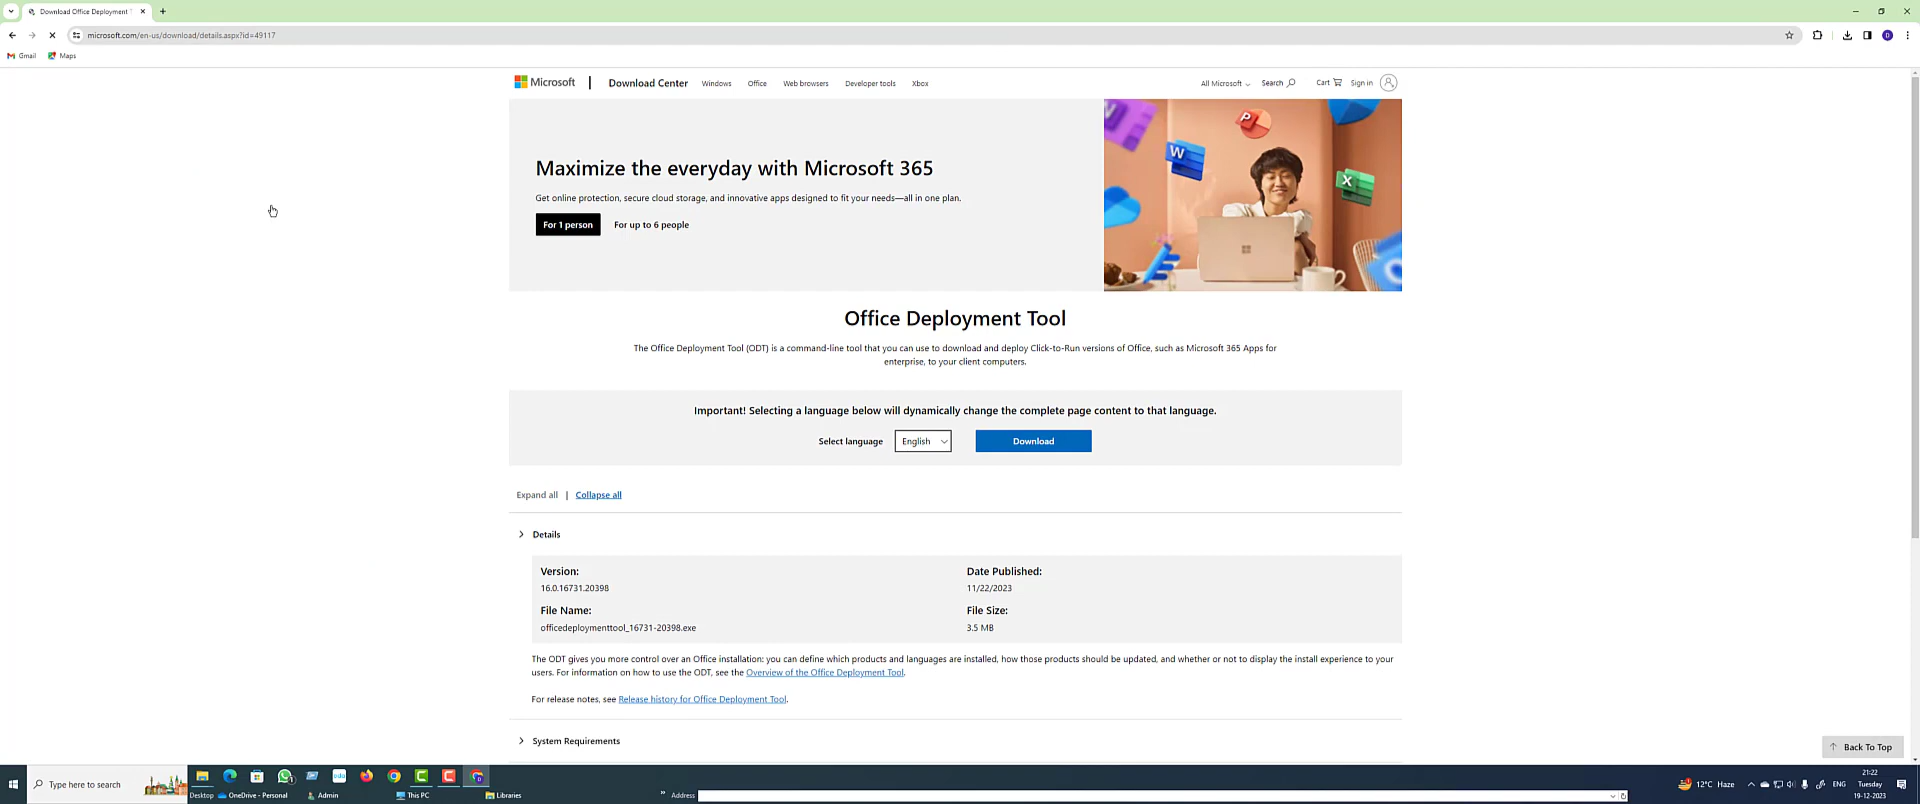 Download Office Deployment T
microsoft.com/en-us/download/details.aspx?id=49117
D
Gmail
Maps
Microsoft
Download Center
Windows
Office
Web browsers
Developer tools
Xbox
All Microsoft
Search
Cart
Sign in
Maximize the everyday with Microsoft 365
Get online protection, secure cloud storage, and innovative apps designed to fit your needs—all in one plan.
For 1 person
For up to 6 people
P
W
X
Office Deployment Tool
The Office Deployment Tool (ODT) is a command-line tool that you can use to download and deploy Click-to-Run versions of Office, such as Microsoft 365 Apps for
enterprise, to your client computers.
Important! Selecting a language below will dynamically change the complete page content to that language.
Select language
English
Download
Expand all | Collapse all
Details
Version:
16.0.16731.20398
Date Published:
11/22/2023
File Name:
officedeploymenttool_16731-20398.exe
File Size:
3.5 MB
The ODT gives you more control over an Office installation: you can define which products and languages are installed, how those products should be updated, and whether or not to display the install experience to your
users. For information on how to use the ODT, see the Overview of the Office Deployment Tool.
For release notes, see Release history for Office Deployment Tool.
System Requirements
Back To Top
Type here to search
Desktop
OneDrive - Personal
Admin
This PC
Libraries
Address
12°C Haze
ENG
21:22
Tuesday
19-12-2023